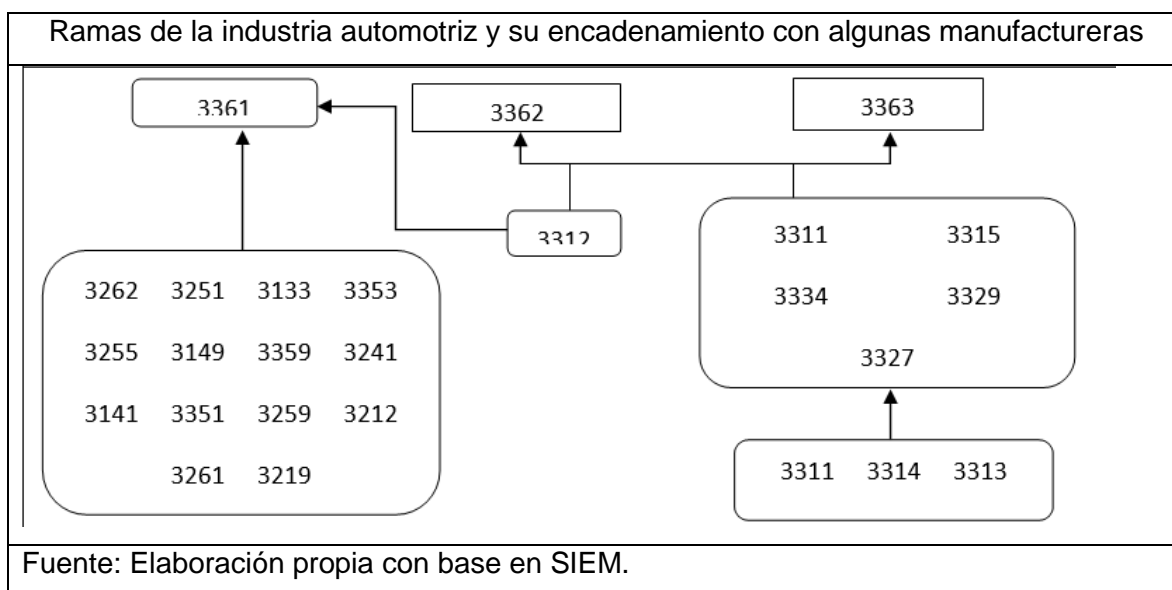 Ramas de la industria automotriz y su encadenamiento con algunas manufactureras
3361
3362
3363
3312
3311 3315
3334 3329
3327
3262 3251 3133 3353
3255 3149 3359 3241
3141 3351 3259 3212
3261 3219
3311 3314 3313
Fuente: Elaboración propia con base en SIEM.